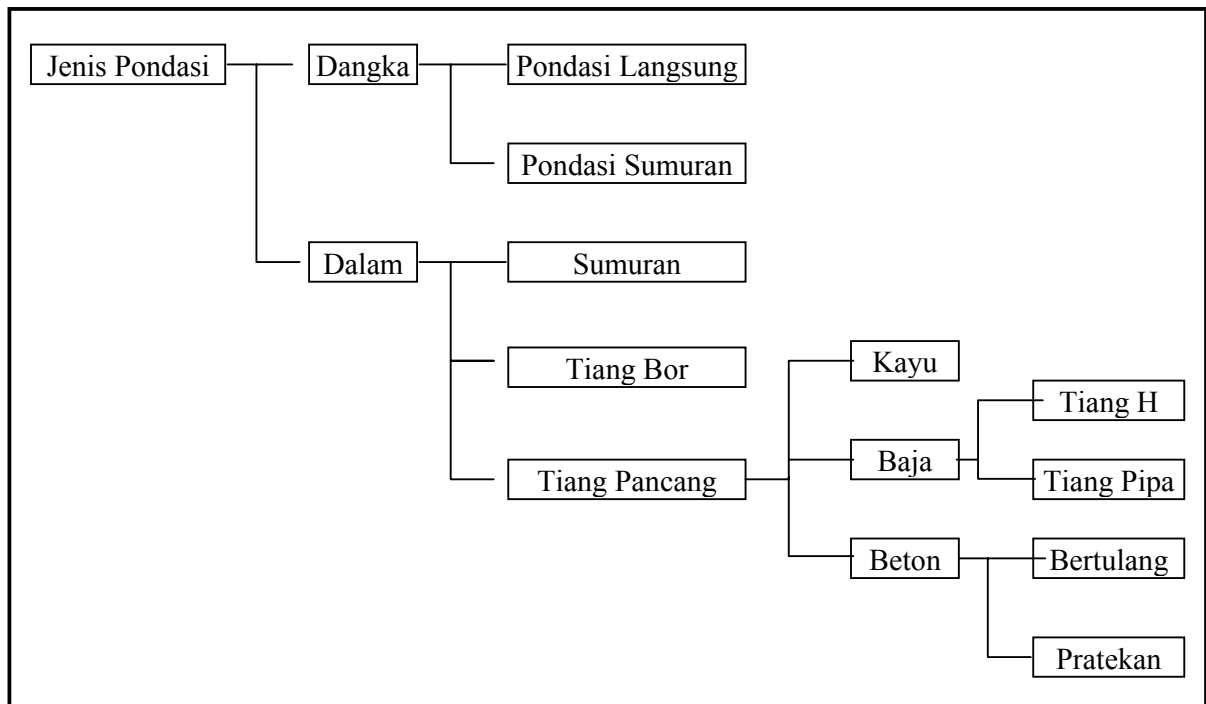 Jenis Pondasi
Dangka
Pondasi Langsung
Pondasi Sumuran
Dalam
Sumuran
Tiang Bor
Tiang Pancang
Kayu
Baja
Tiang H
Tiang Pipa
Beton
Bertulang
Pratekan